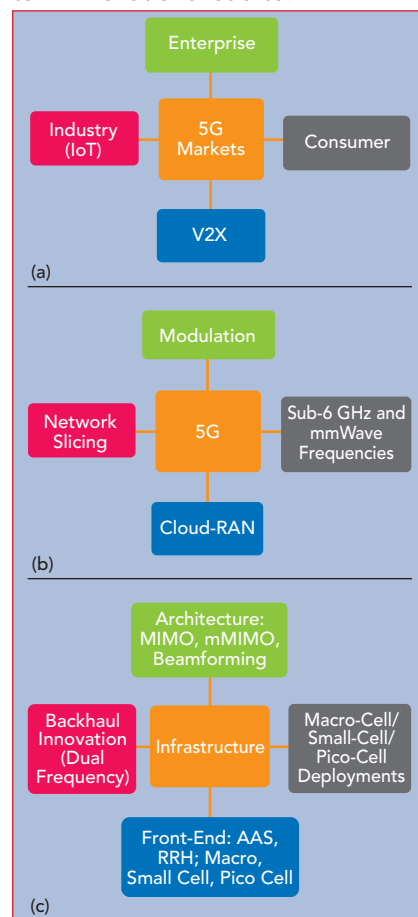 Enterprise
Industry
(IoT)
5G
Markets
Consumer
V2X
(a)
Modulation
Network
Slicing
5G
Sub-6 GHz and
mmWave
Frequencies
Cloud-RAN
(b)
Architecture:
MIMO, mMIMO,
Beamforming
Backhaul
Innovation
(Dual
Frequency)
Infrastructure
Macro-Cell/
Small-Cell/
Pico-Cell
Deployments
Front-End: AAS,
RRH; Macro,
Small Cell, Pico Cell
(c)